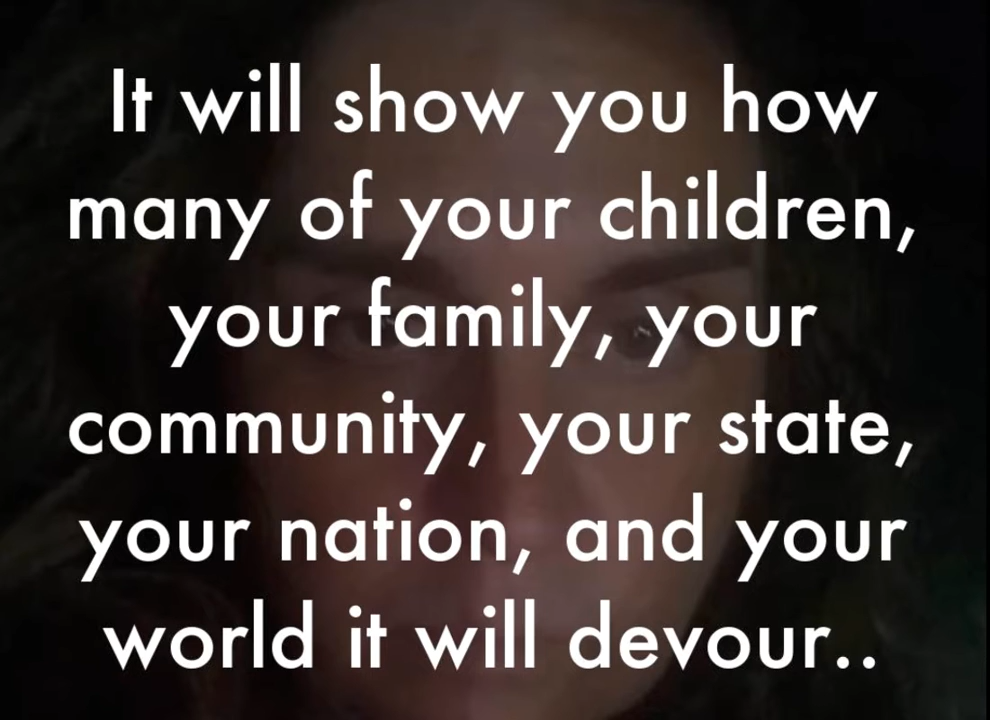 It will show you how
many of your children,
your family, your
community, your state,
your nation, and your
world it will devour..